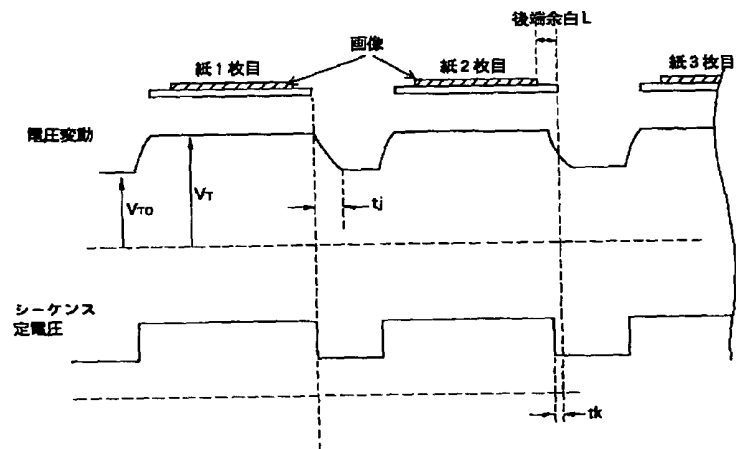 後端余白L
画像
紙1枚目
紙2枚目
紙3枚目
電圧変動
VTO
VT
tj
シーケンス
定電圧
tk